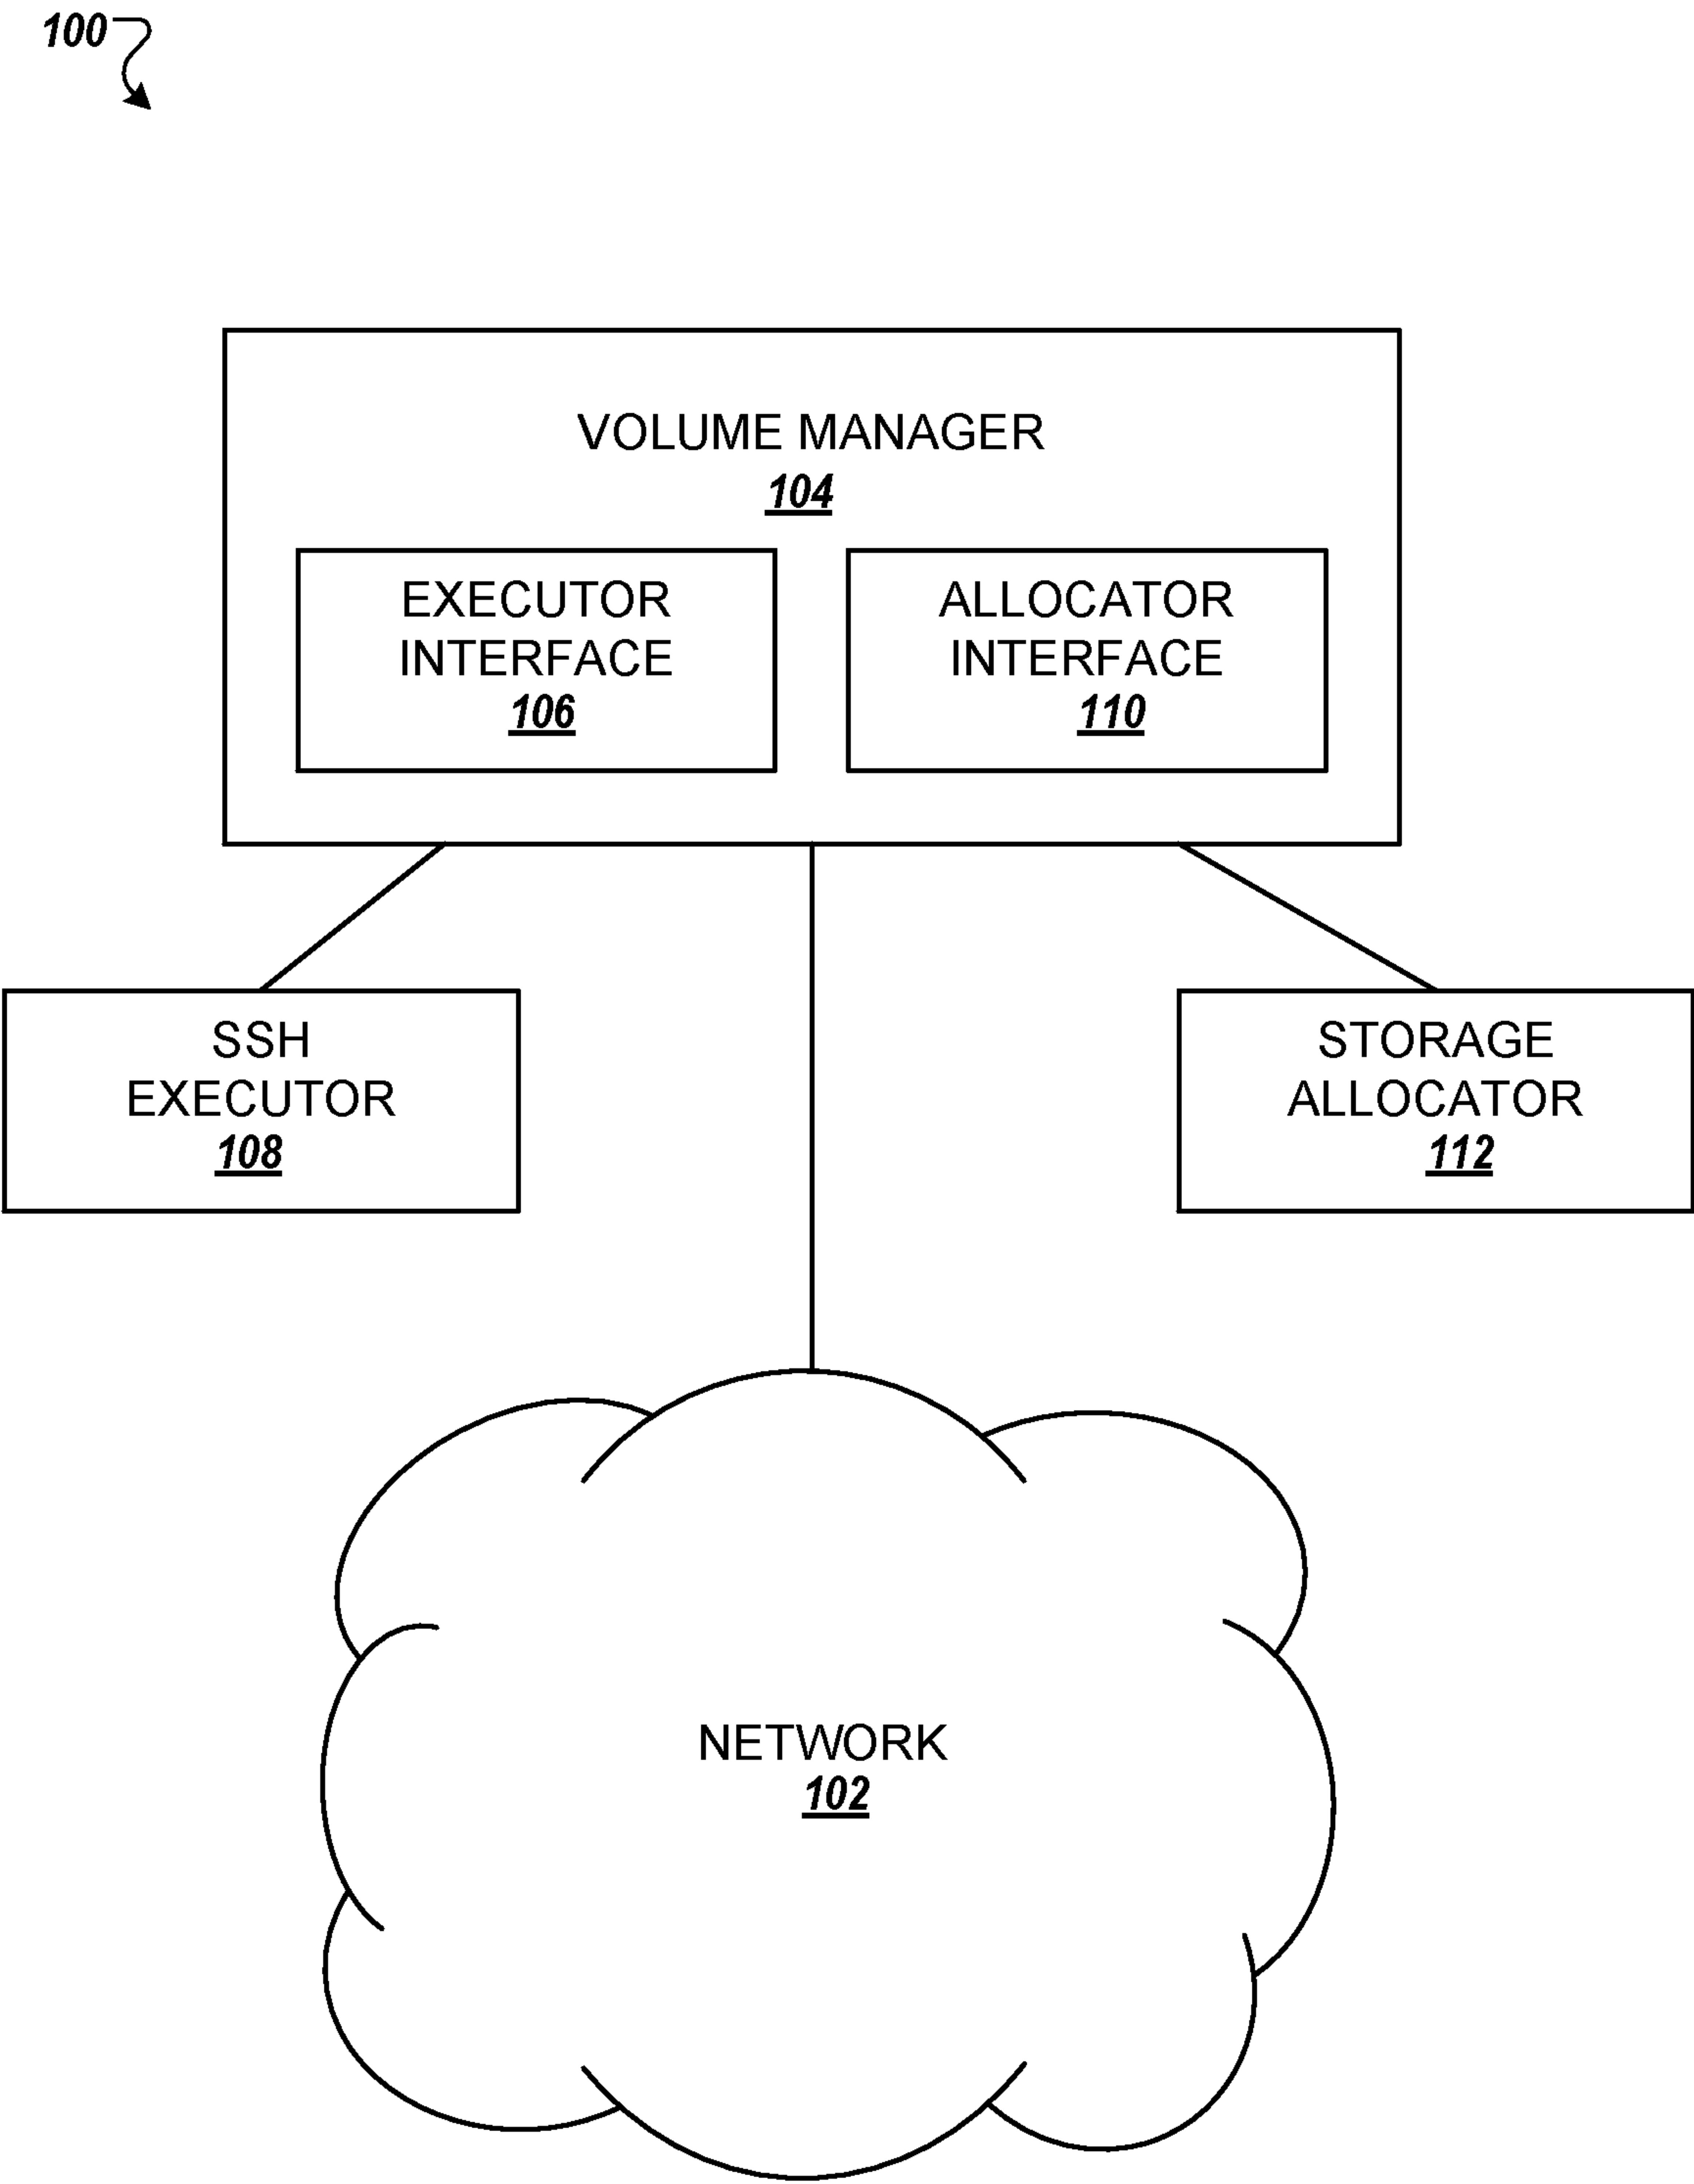 100
VOLUME MANAGER
104
EXECUTOR
INTERFACE
106
ALLOCATOR
INTERFACE
110
SSH
EXECUTOR
108
STORAGE
ALLOCATOR
112
NETWORK
102